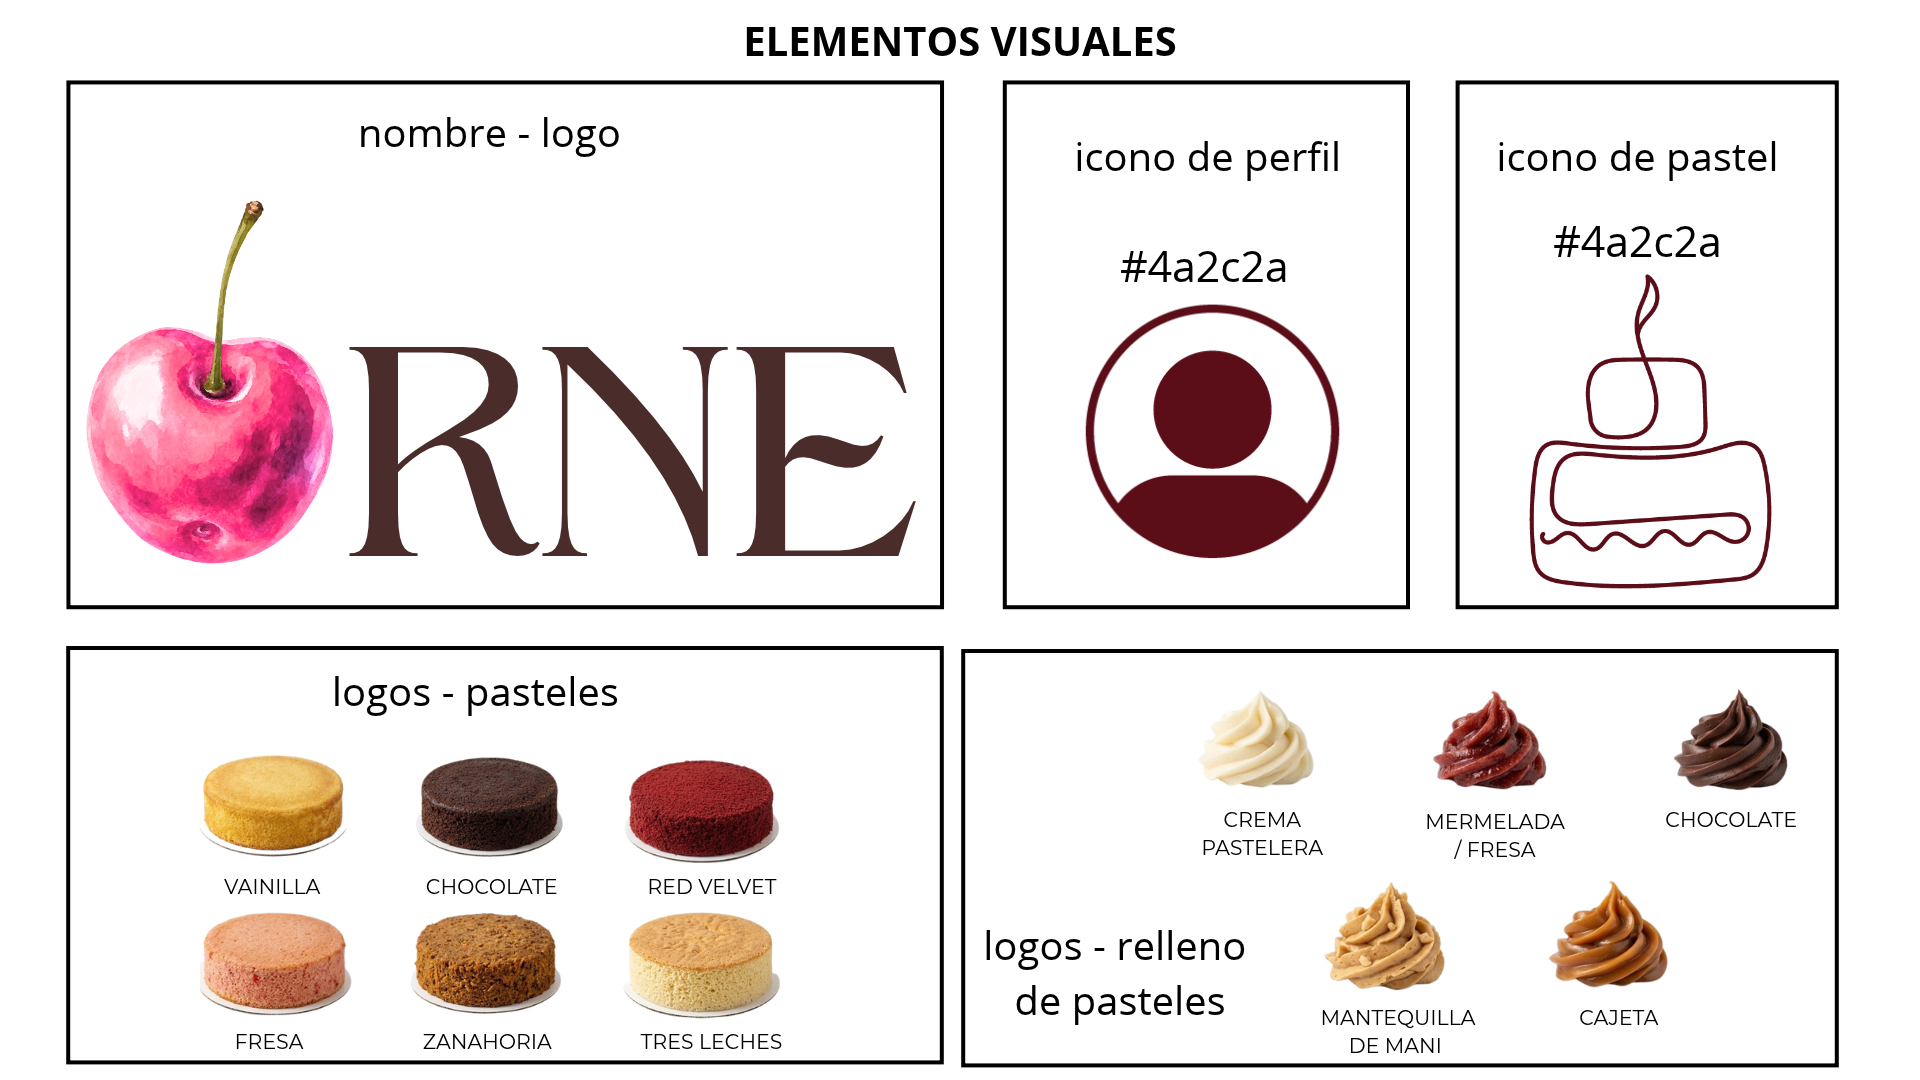 ELEMENTOS VISUALES
nombre - logo
RNE
icono de perfil
#4a2c2a
icono de pastel
#4a2c2a
logos - pasteles
VAINILLA
CHOCOLATE
RED VELVET
FRESA
ZANAHORIA
TRES LECHES
CREMA
PASTELERA
MERMELADA
/ FRESA
CHOCOLATE
logos - relleno
de pasteles
MANTEQUILLA
DE MANI
CAJETA